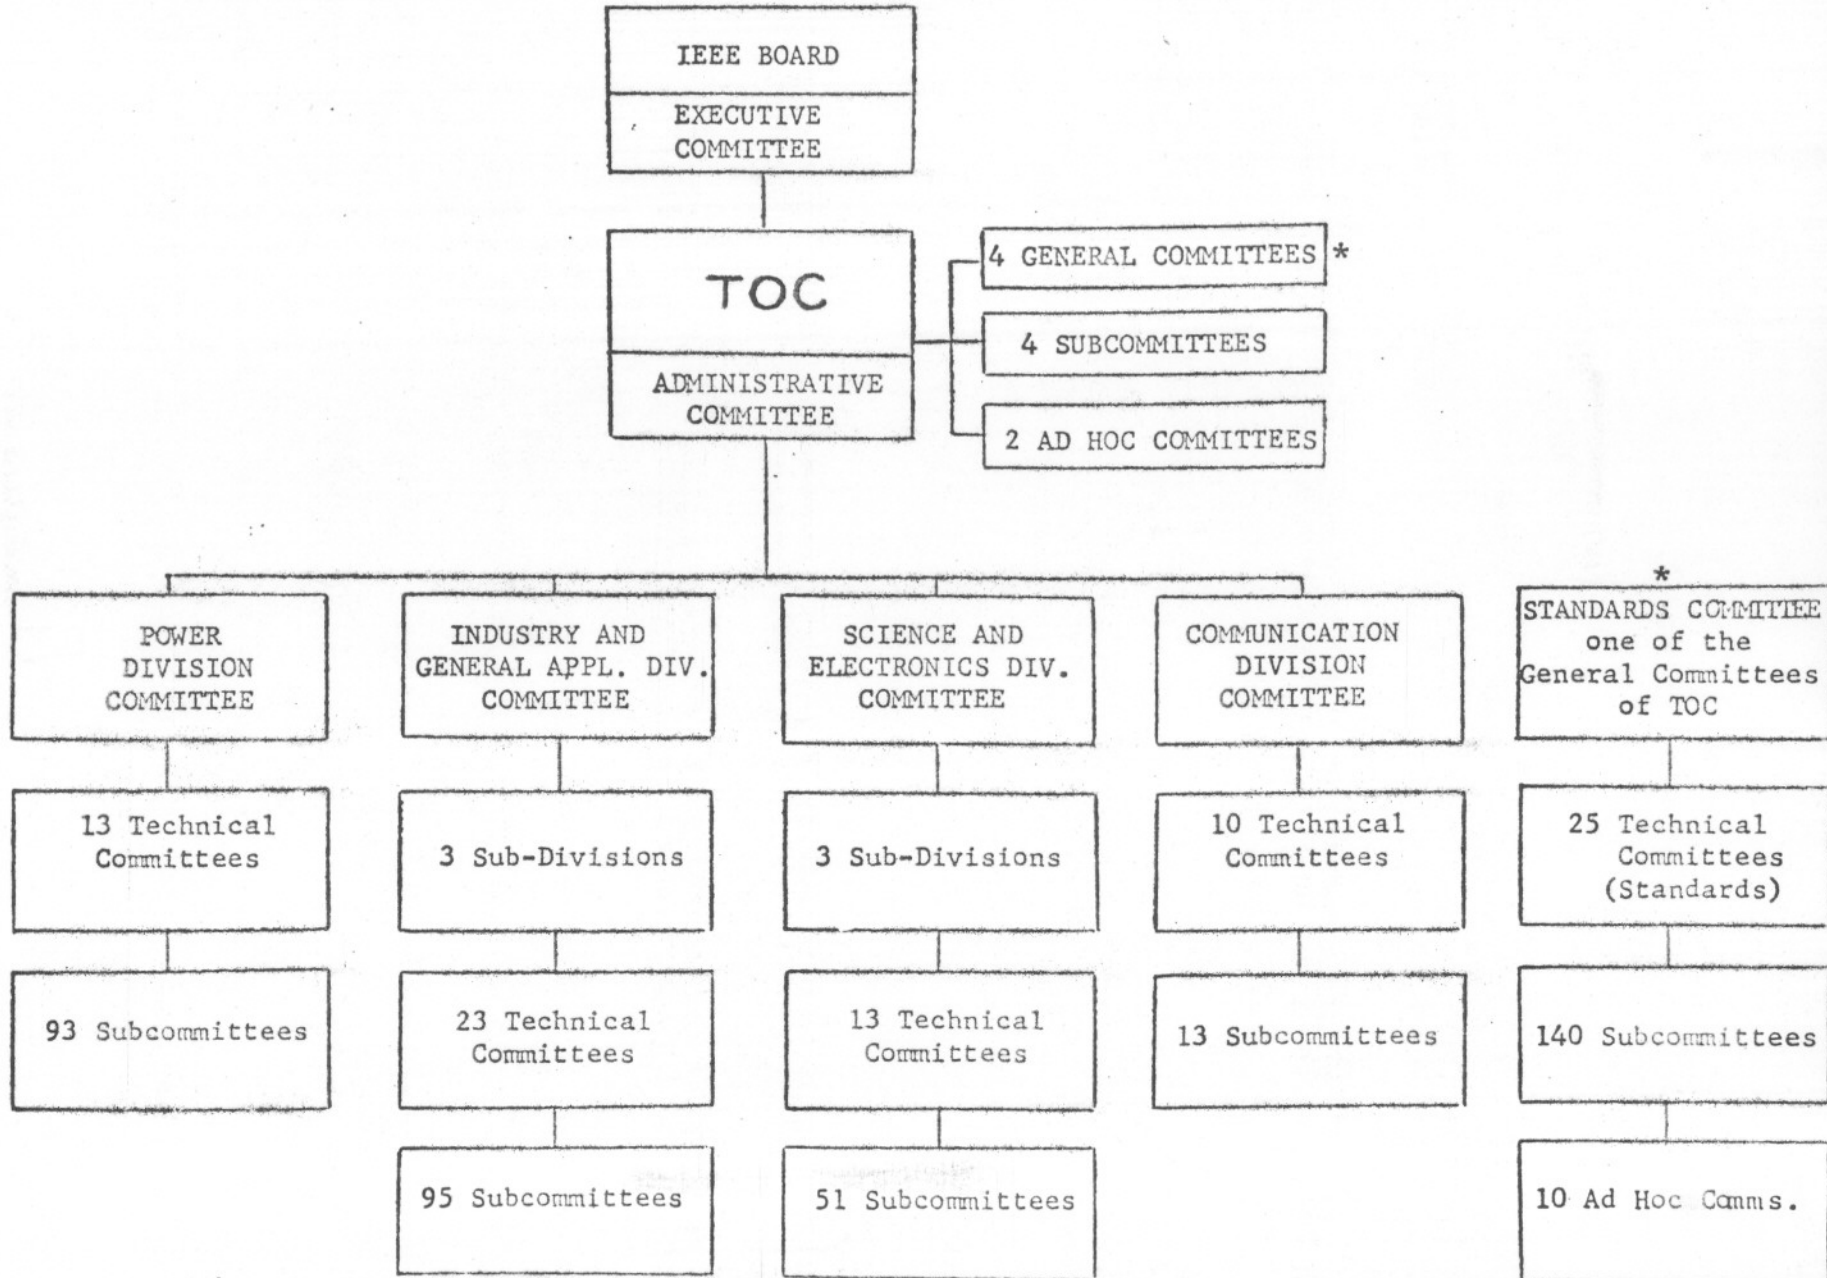 IEEE BOARD
EXECUTIVE
COMMITTEE
TOC
ADMINISTRATIVE
COMMITTEE
4 GENERAL COMMITTEES *
4 SUBCOMMITTEES
2 AD HOC COMMITTEES
POWER
DIVISION
COMMITTEE
13 Technical
Committees
93 Subcommittees
INDUSTRY AND
GENERAL APPL. DIV.
COMMITTEE
3 Sub-Divisions
23 Technical
Committees
95 Subcommittees
SCIENCE AND
ELECTRONICS DIV.
COMMITTEE
3 Sub-Divisions
13 Technical
Committees
51 Subcommittees
COMMUNICATION
DIVISION
COMMITTEE
10 Technical
Committees
13 Subcommittees
*
STANDARDS COMMITTEE
one of the
General Committees
of TOC
25 Technical
Committees
(Standards)
140 Subcommittees
10 Ad Hoc Comms.